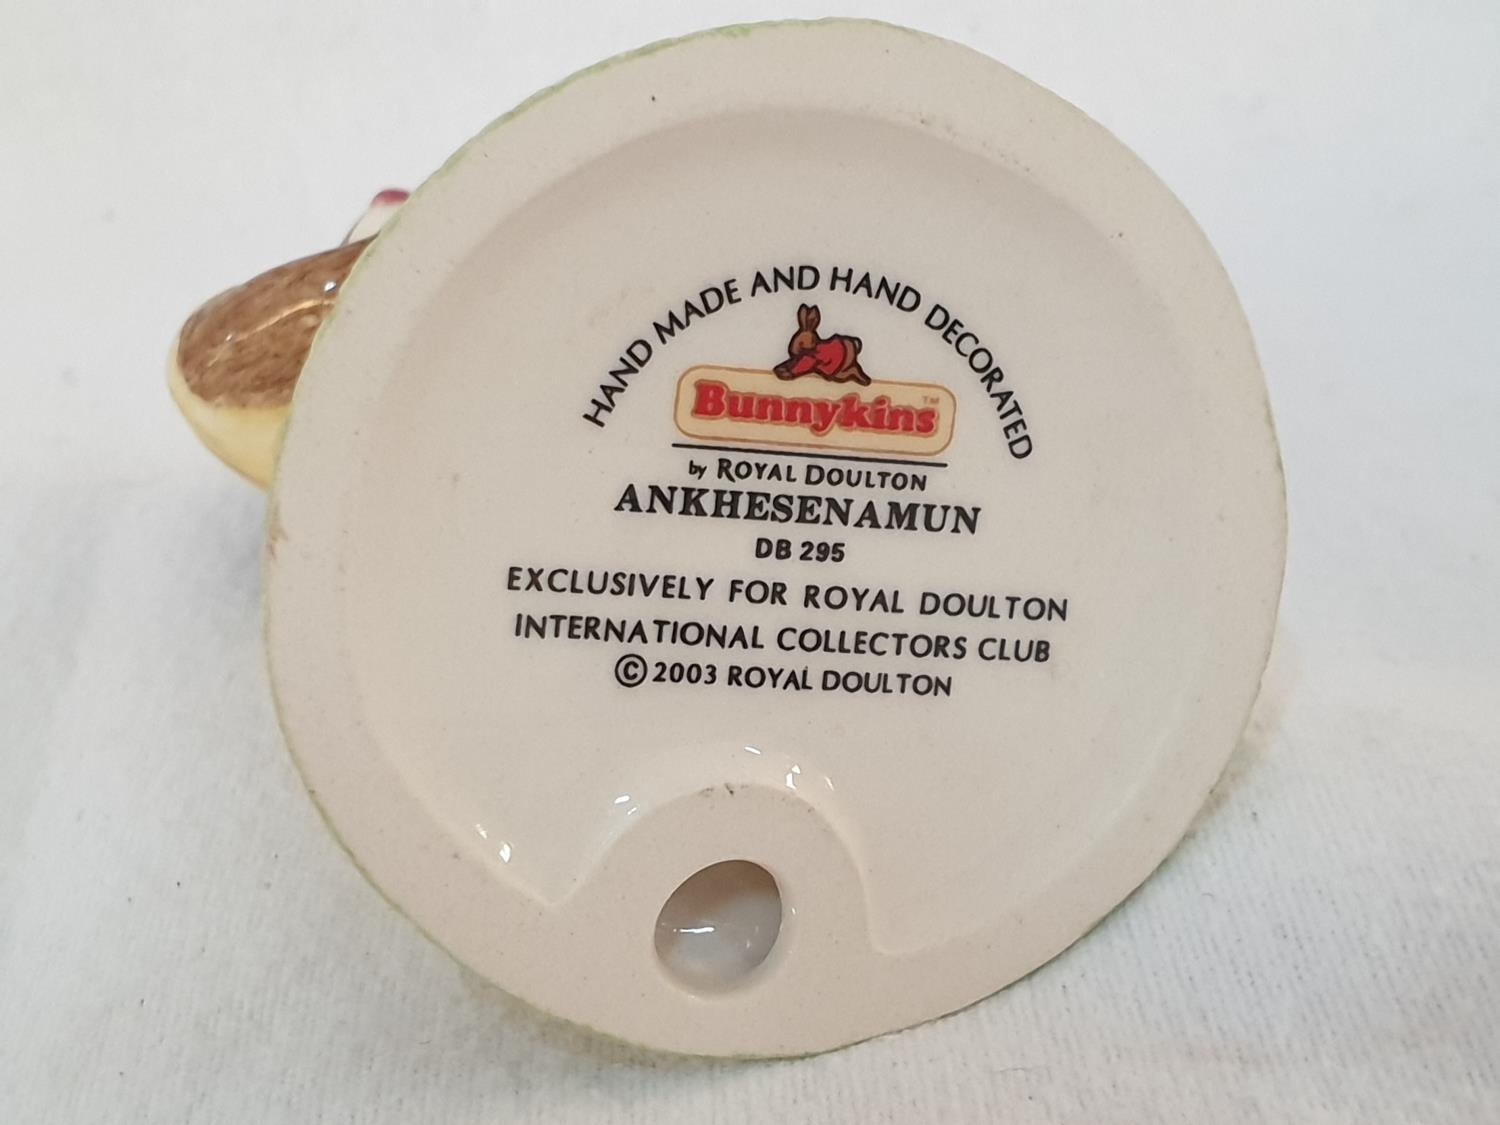 HAND MADE AND HAND DECORATED
Bunnykins™
by ROYAL DOULTON
ANKHESENAMUN
DB 295
EXCLUSIVELY FOR ROYAL DOULTON
INTERNATIONAL COLLECTORS CLUB
© 2003 ROYAL DOULTON